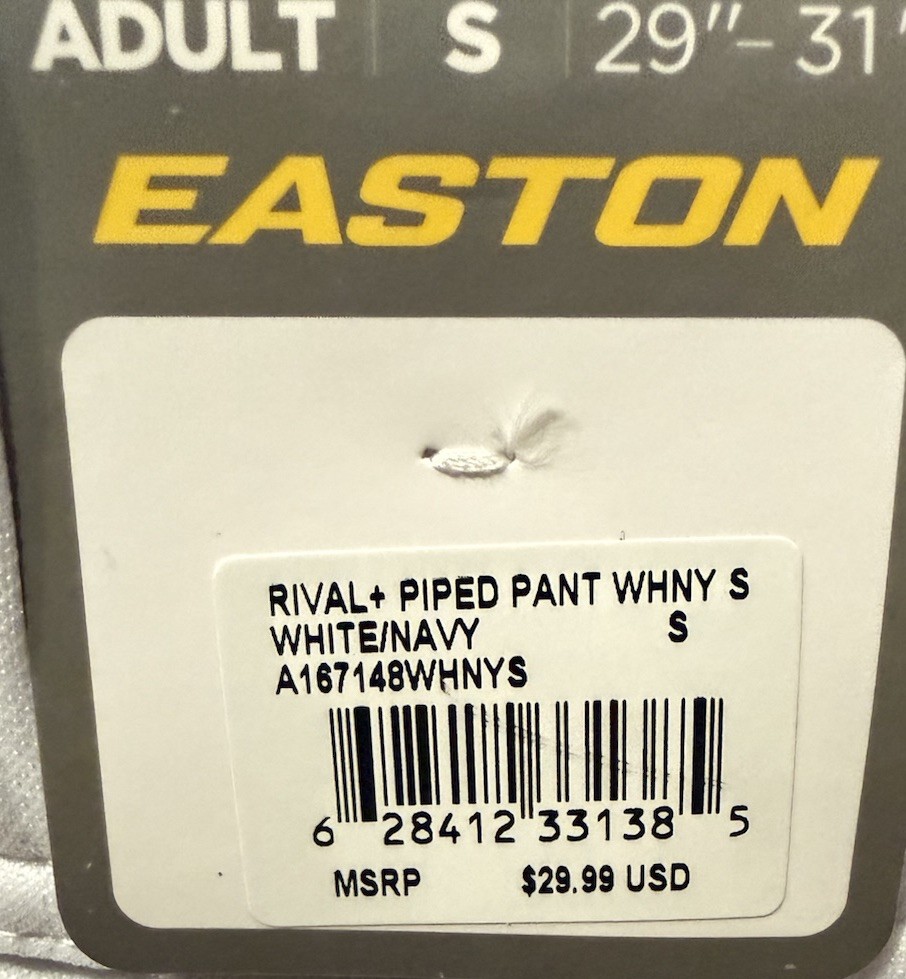 ADULT | S | 29"- 31"
EASTON
RIVAL+ PIPED PANT WHNY S
WHITE/NAVY S
A167148WHNYS
6 28412 33138 5
MSRP $29.99 USD